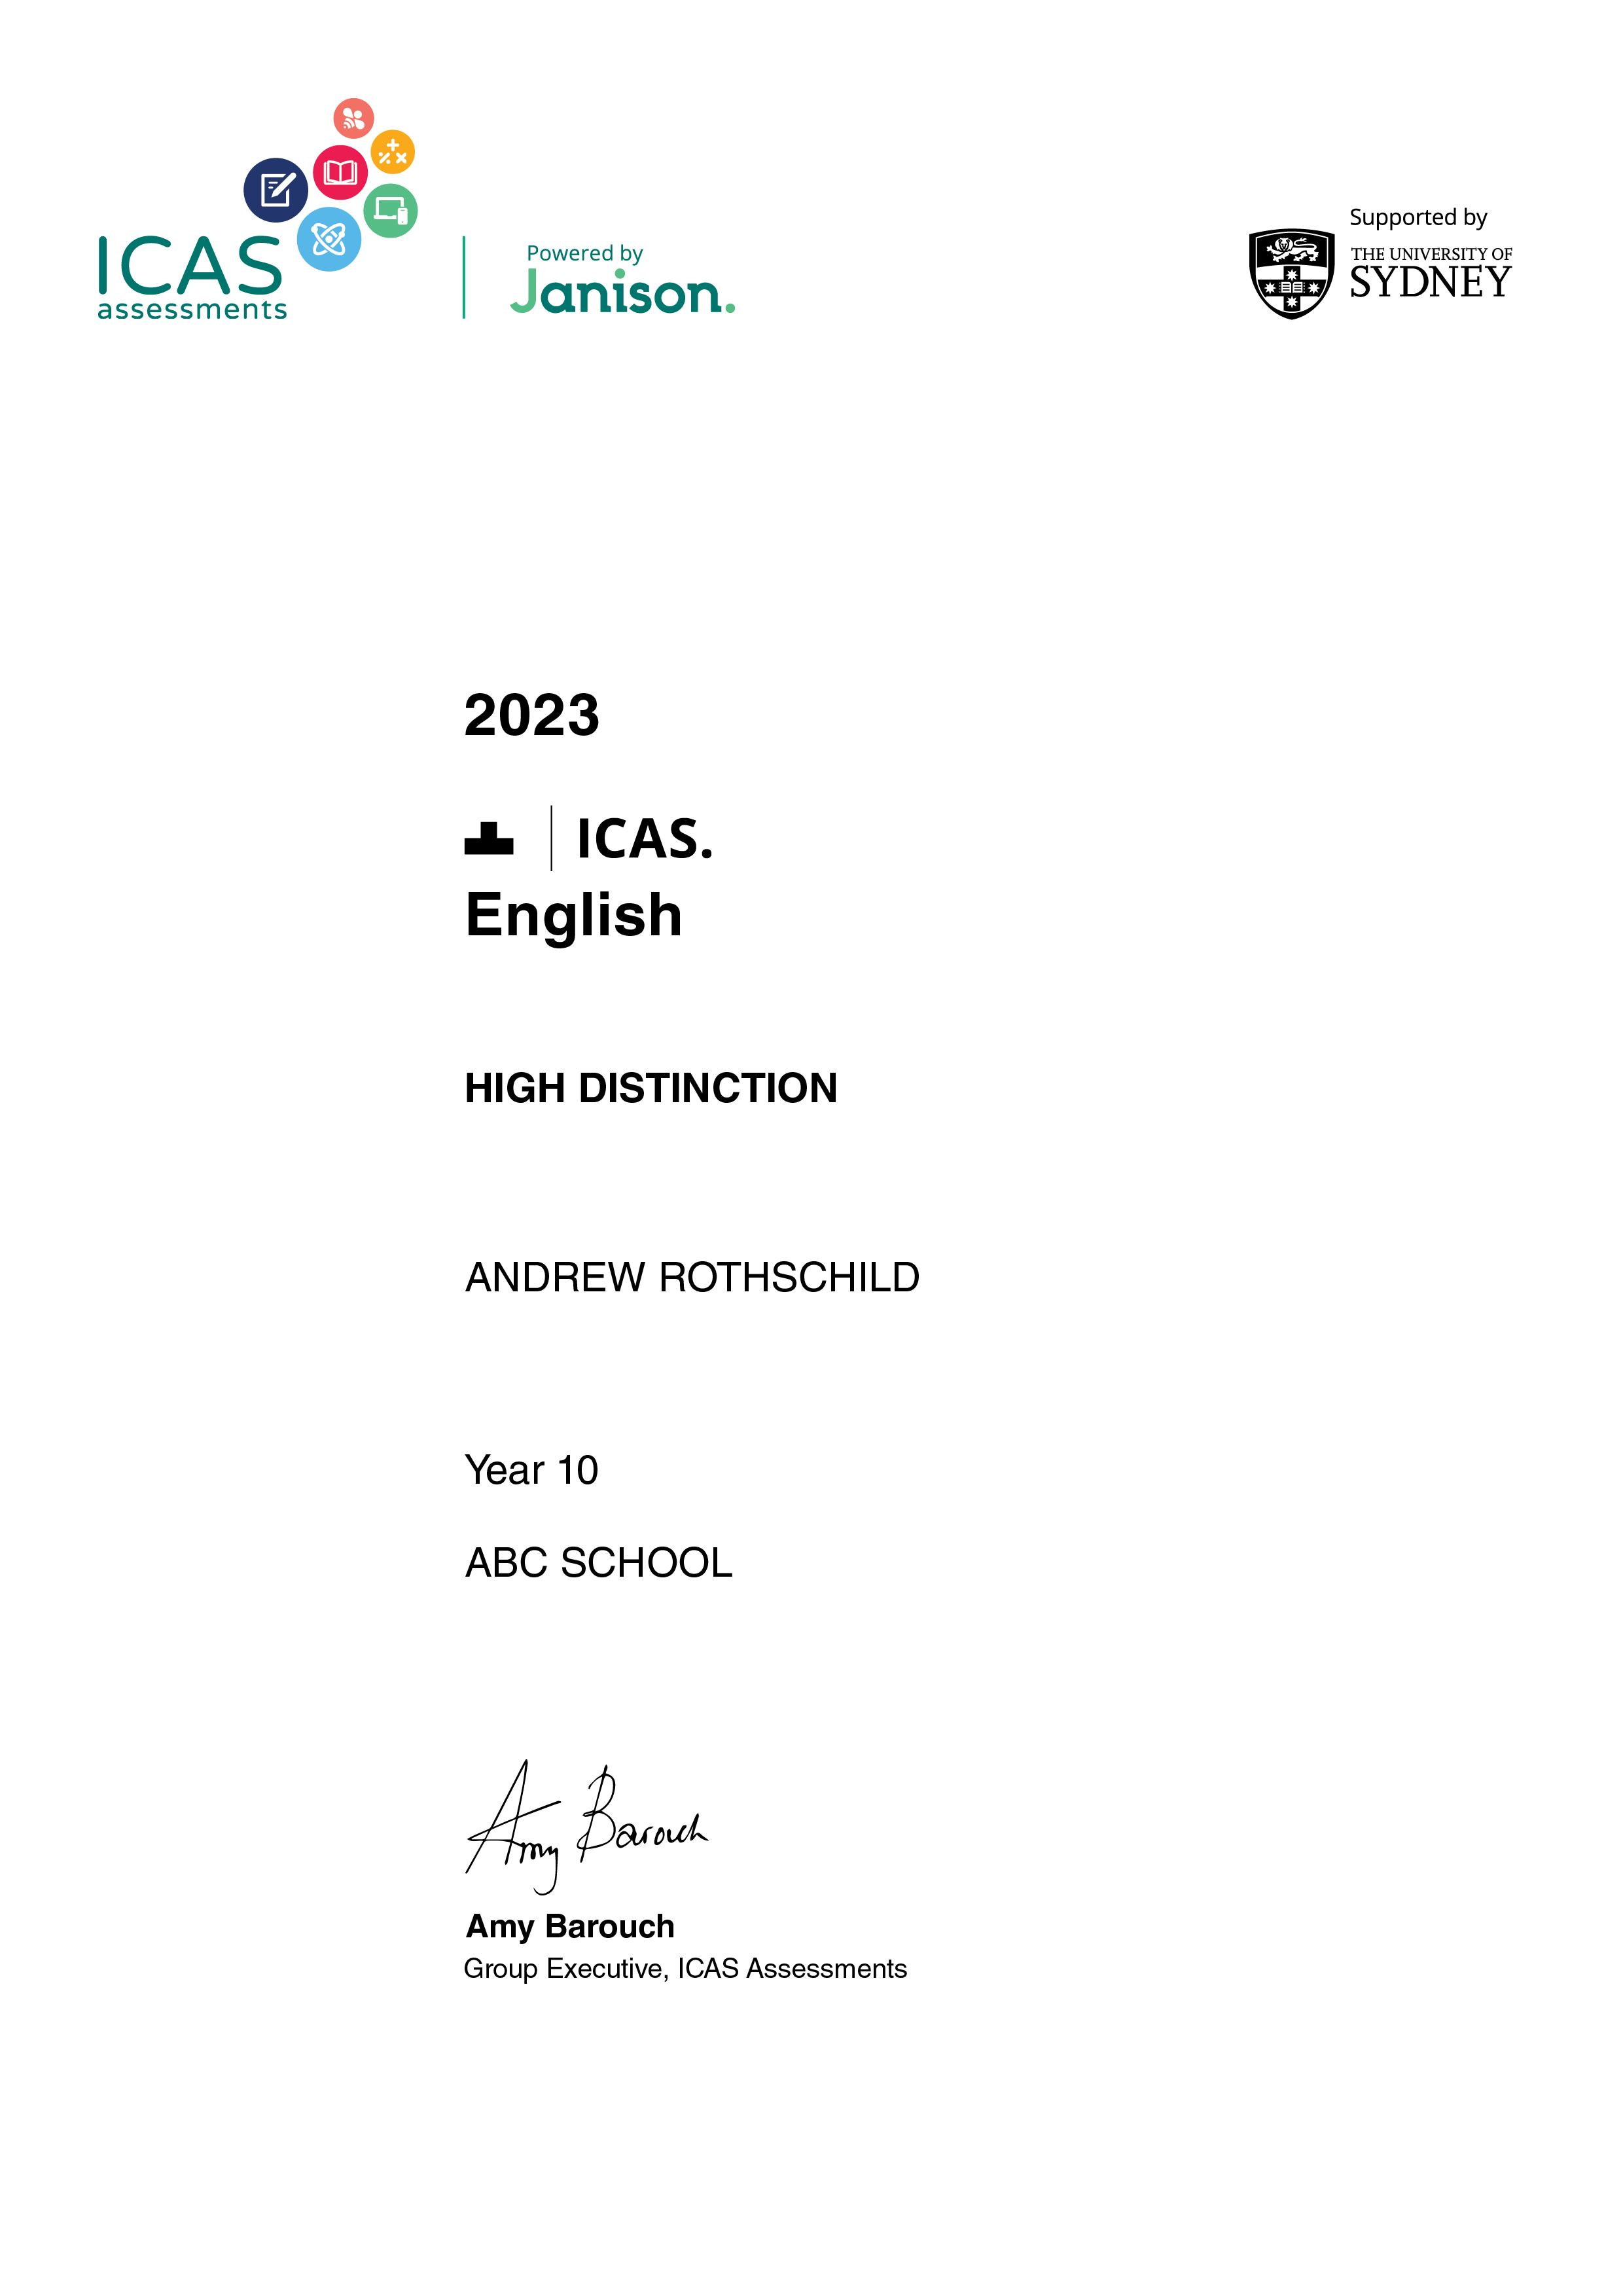 ICAS
assessments
Powered by
Janison.
Supported by
THE UNIVERSITY OF
SYDNEY
2023
ICAS.
English
HIGH DISTINCTION
ANDREW ROTHSCHILD
Year 10
ABC SCHOOL
Amy Barouch
Amy Barouch
Group Executive, ICAS Assessments